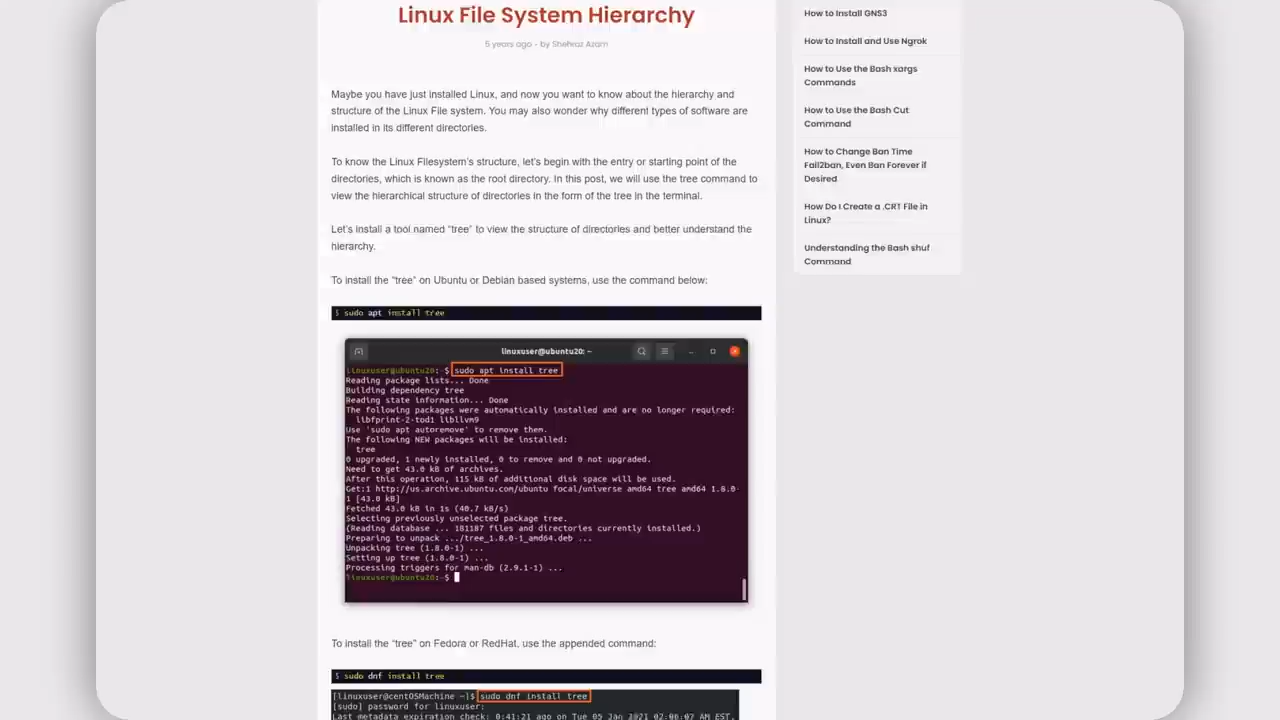 Linux File System Hierarchy
5 years ago - by Shehroz Azam
Maybe you have just installed Linux, and now you want to know about the hierarchy and
structure of the Linux File system. You may also wonder why different types of software are
installed in its different directories.
To know the Linux Filesystem's structure, let's begin with the entry or starting point of the
directories, which is known as the root directory. In this post, we will use the tree command to
view the hierarchical structure of directories in the form of the tree in the terminal.
Let's install a tool named "tree" to view the structure of directories and better understand the
hierarchy.
To install the "tree" on Ubuntu or Debian based systems, use the command below:
$ sudo apt install tree
linuxuser@ubuntu20: ~
linuxuser@ubuntu20:~$ sudo apt install tree
Reading package lists... Done
Building dependency tree
Reading state information... Done
The following packages were automatically installed and are no longer required:
libfprint-2-tod1 libllvm9
Use 'sudo apt autoremove' to remove them.
The following NEW packages will be installed:
tree
0 upgraded, 1 newly installed, 0 to remove and 0 not upgraded.
Need to get 43.0 kB of archives.
After this operation, 115 kB of additional disk space will be used.
Get:1 http://us.archive.ubuntu.com/ubuntu focal/universe amd64 tree amd64 1.8.0-
1 [43.0 kB]
Fetched 43.0 kB in 1s (40.7 kB/s)
Selecting previously unselected package tree.
(Reading database ... 181187 files and directories currently installed.)
Preparing to unpack .../tree_1.8.0-1_amd64.deb ...
Unpacking tree (1.8.0-1) ...
Setting up tree (1.8.0-1) ...
Processing triggers for man-db (2.9.1-1) ...
linuxuser@ubuntu20:~$
To install the "tree" on Fedora or RedHat, use the appended command:
$ sudo dnf install tree
[linuxuser@centOSMachine ~]$ sudo dnf install tree
[sudo] password for linuxuser:
Last metadata expiration check: 0:41:21 ago on Tue 05 Jan 2021 02:06:07 AM EST.
How to Install GNS3
How to Install and Use Ngrok
How to Use the Bash xargs
Commands
How to Use the Bash Cut
Command
How to Change Ban Time
Fail2ban, Even Ban Forever if
Desired
How Do I Create a .CRT File in
Linux?
Understanding the Bash shuf
Command